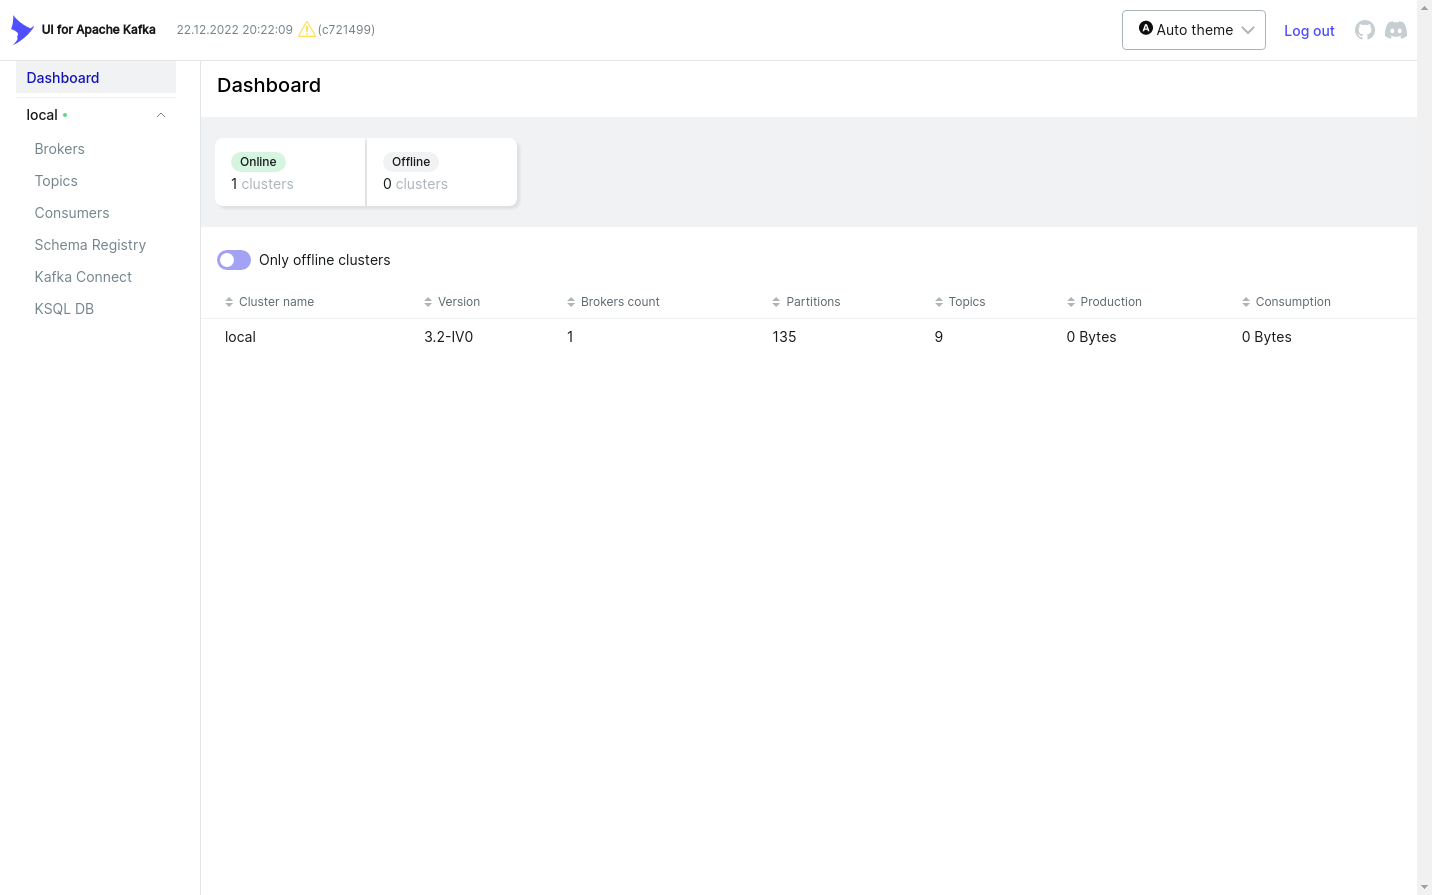 UI for Apache Kafka 22.12.2022 20:22:09 (c721499) A Auto theme Log out
Dashboard
local
Brokers
Topics
Consumers
Schema Registry
Kafka Connect
KSQL DB
Dashboard
Online Offline
1 clusters 0 clusters
Only offline clusters
Cluster name Version Brokers count Partitions Topics Production Consumption
local 3.2-IV0 1 135 9 0 Bytes 0 Bytes